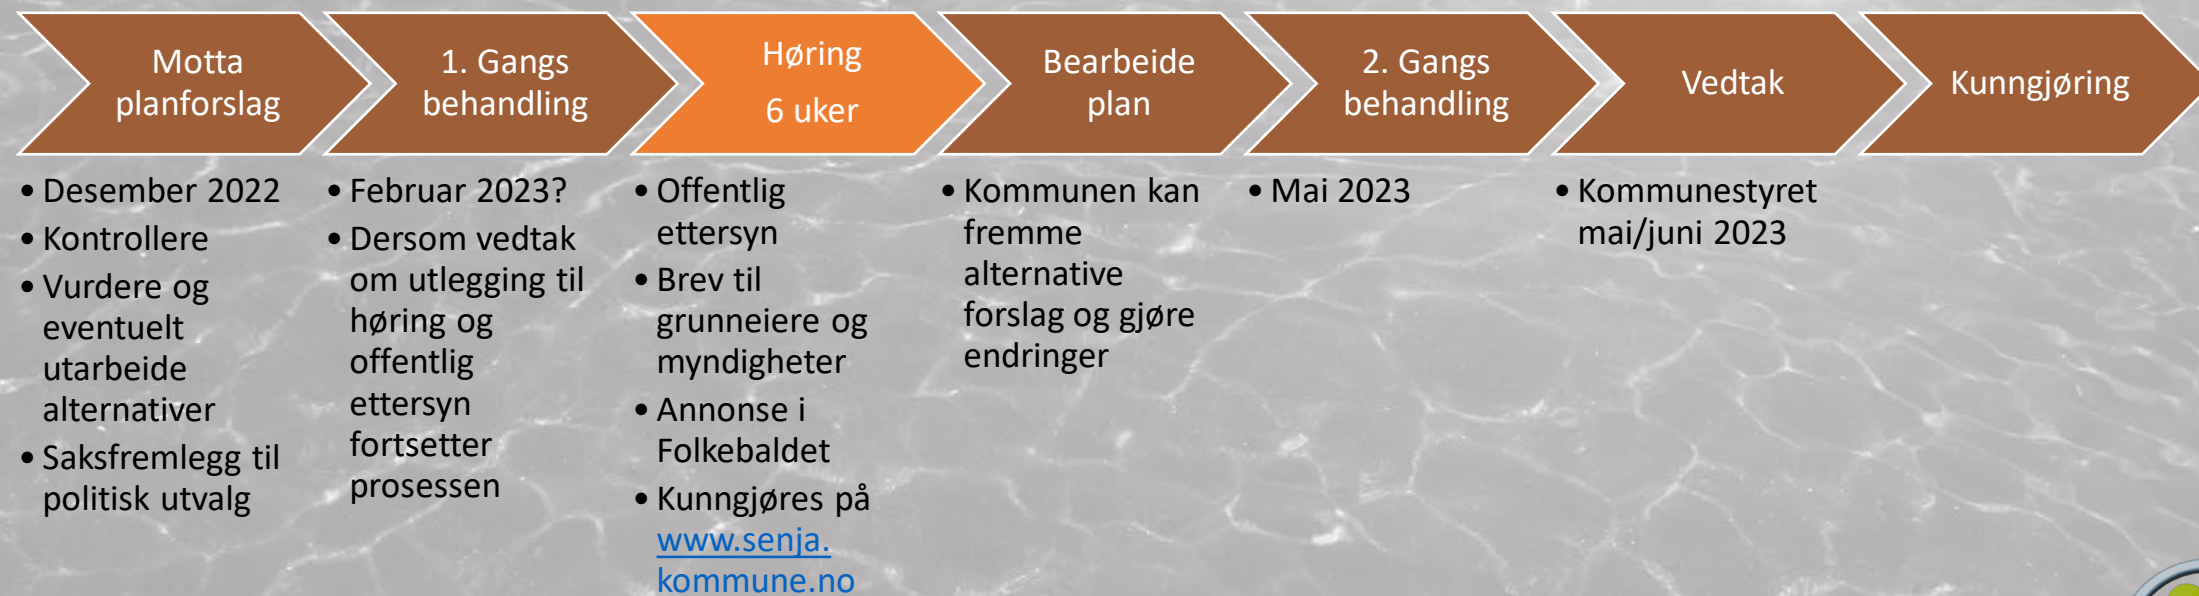 Motta
planforslag
• Desember 2022
• Kontrollere
• Vurdere og
eventuelt
utarbeide
alternativer
• Saksfremlegg til
politisk utvalg
1. Gangs
behandling
• Februar 2023?
• Dersom vedtak
om utlegging til
høring og
offentlig
ettersyn
fortsetter
prosessen
Høring
6 uker
• Offentlig
ettersyn
• Brev til
grunneiere og
myndigheter
• Annonse i
Folkebaldet
• Kunngjøres på
www.senja.
kommune.no
Bearbeide
plan
• Kommunen kan
fremme
alternative
forslag og gjøre
endringer
2. Gangs
behandling
• Mai 2023
Vedtak
• Kommunestyret
mai/juni 2023
Kunngjøring